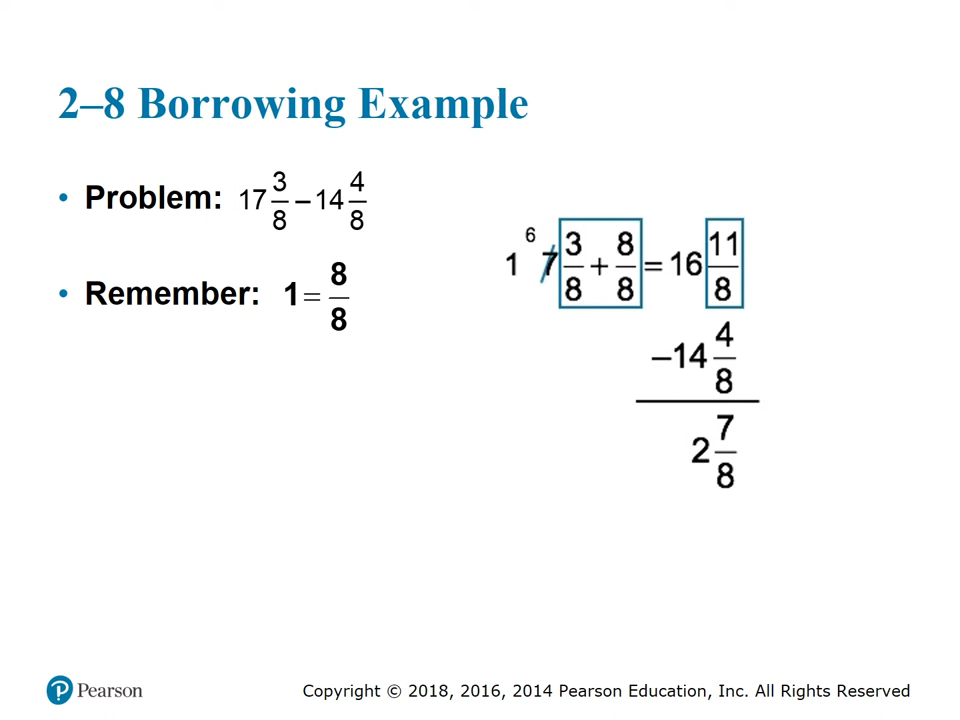 2–8 Borrowing Example
• Problem: 17 3/8 – 14 4/8
• Remember: 1 = 8/8
6
1 7 3/8 + 8/8 = 16 11/8
–14 4/8
2 7/8
Pearson
Copyright © 2018, 2016, 2014 Pearson Education, Inc. All Rights Reserved